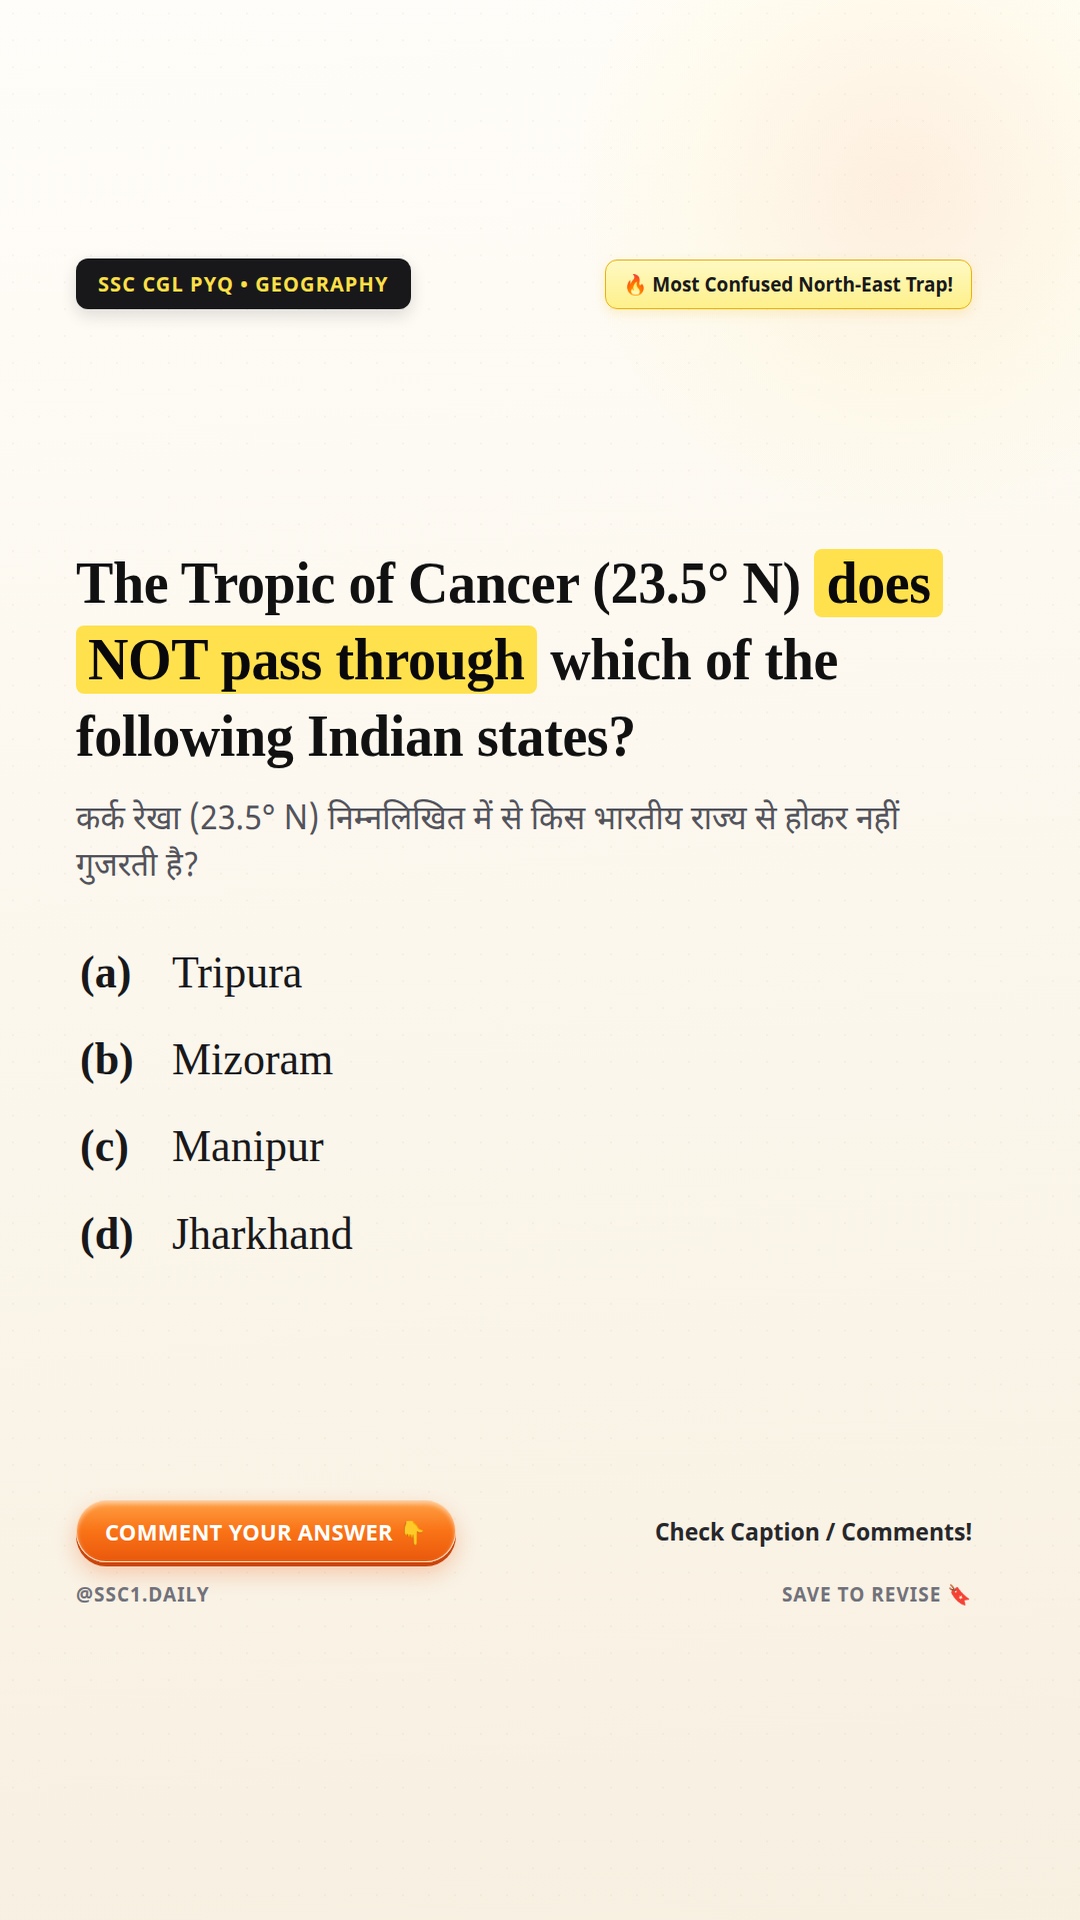 SSC CGL PYQ • GEOGRAPHY
🔥 Most Confused North-East Trap!
The Tropic of Cancer (23.5° N) does
NOT pass through which of the
following Indian states?
कर्क रेखा (23.5° N) निम्नलिखित में से किस भारतीय राज्य से होकर नहीं
गुजरती है?
(a) Tripura
(b) Mizoram
(c) Manipur
(d) Jharkhand
COMMENT YOUR ANSWER 👇
Check Caption / Comments!
@SSC1.DAILY
SAVE TO REVISE 🔖